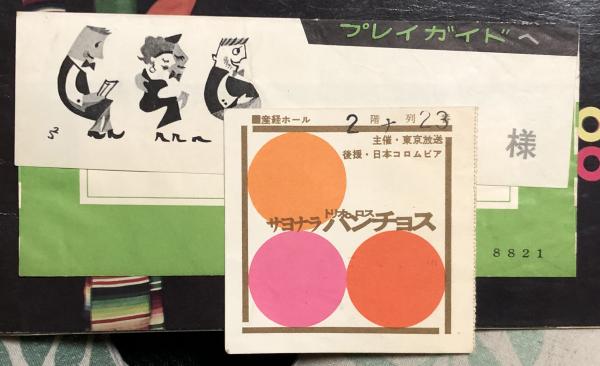 プレイガイドへ
様
■産経ホール
2階 列23
主催・東京放送
後援・日本コロムビア
トリオ・ロス
サヨナラ パンチョス
8821